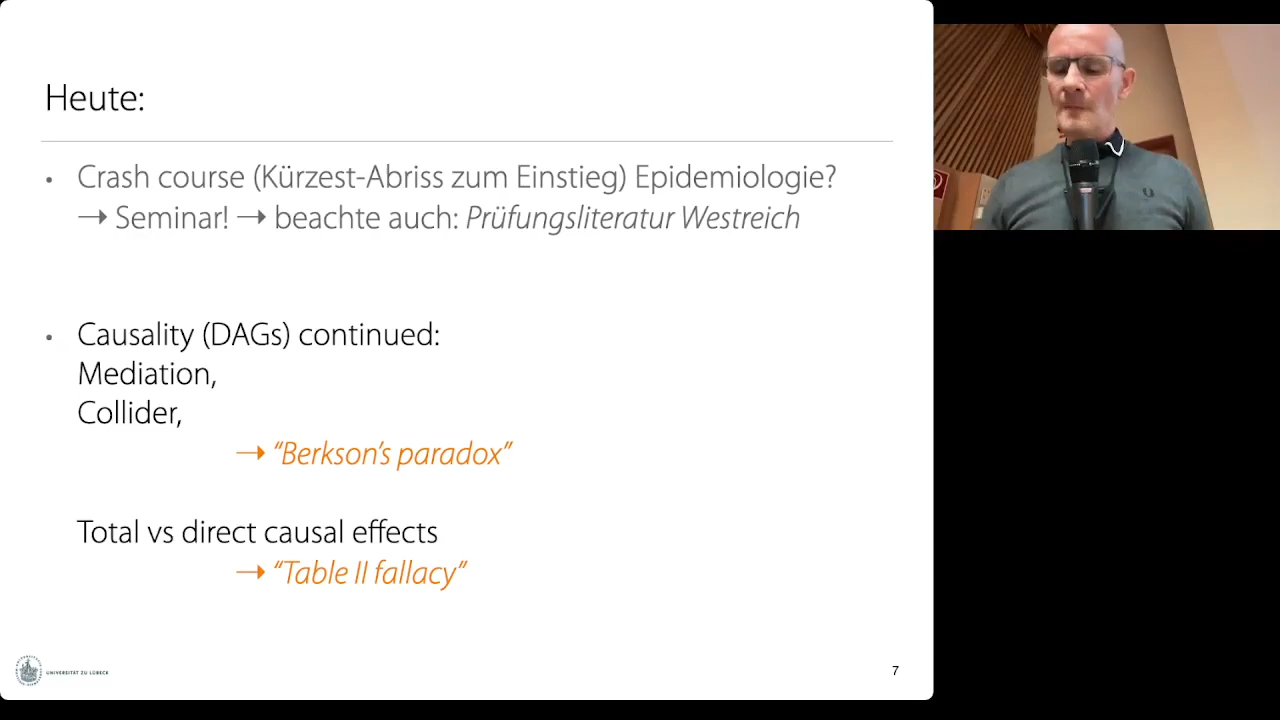 Heute:
• Crash course (Kürzest-Abriss zum Einstieg) Epidemiologie?
→ Seminar! → beachte auch: Prüfungsliteratur Westreich
• Causality (DAGs) continued:
Mediation,
Collider,
→ “Berkson’s paradox”
Total vs direct causal effects
→ “Table II fallacy”
UNIVERSITÄT ZU LÜBECK
7